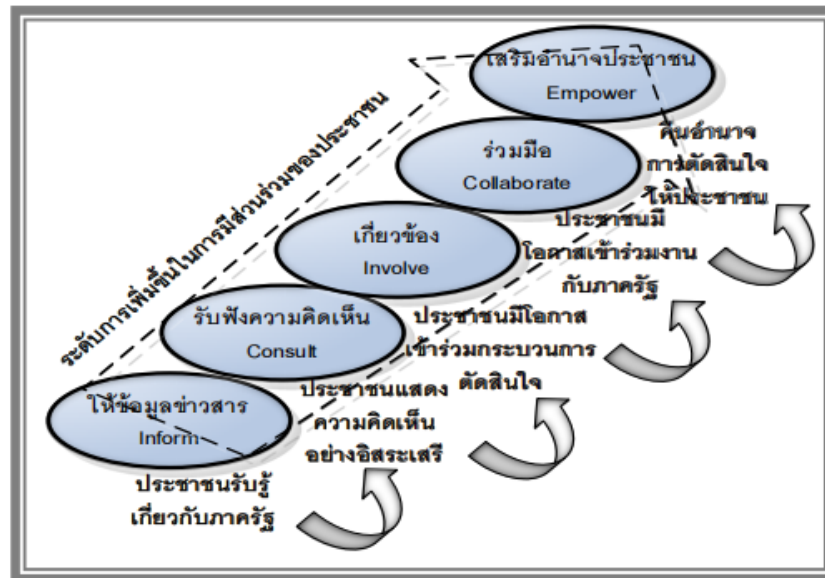 เสริมอำนาจประชาชน
Empower
คืนอำนาจ
การตัดสินใจ
ให้ประชาชน
ร่วมมือ
Collaborate
ประชาชนมี
โอกาสเข้าร่วมงาน
กับภาครัฐ
เกี่ยวข้อง
Involve
ประชาชนมีโอกาส
เข้าร่วมกระบวนการ
ตัดสินใจ
รับฟังความคิดเห็น
Consult
ประชาชนแสดง
ความคิดเห็น
อย่างอิสระเสรี
ให้ข้อมูลข่าวสาร
Inform
ประชาชนรับรู้
เกี่ยวกับภาครัฐ
ระดับการเพิ่มขึ้นในการมีส่วนร่วมของประชาชน